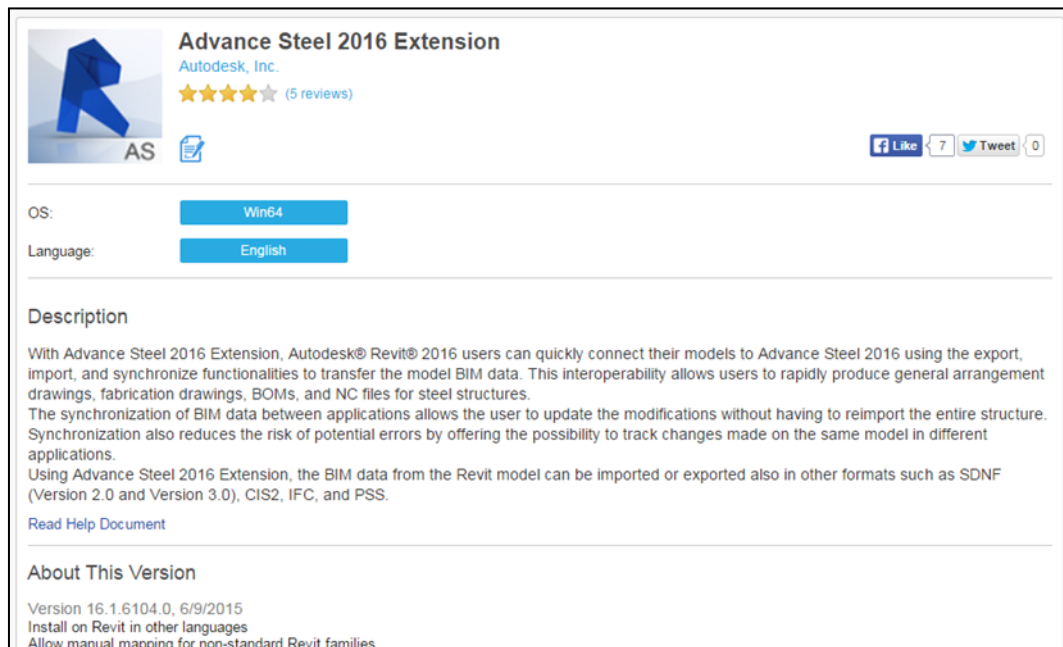 Advance Steel 2016 Extension
Autodesk, Inc.
(5 reviews)
AS
Like 7 Tweet 0
OS: Win64
Language: English
Description
With Advance Steel 2016 Extension, Autodesk® Revit® 2016 users can quickly connect their models to Advance Steel 2016 using the export,
import, and synchronize functionalities to transfer the model BIM data. This interoperability allows users to rapidly produce general arrangement
drawings, fabrication drawings, BOMs, and NC files for steel structures.
The synchronization of BIM data between applications allows the user to update the modifications without having to reimport the entire structure.
Synchronization also reduces the risk of potential errors by offering the possibility to track changes made on the same model in different
applications.
Using Advance Steel 2016 Extension, the BIM data from the Revit model can be imported or exported also in other formats such as SDNF
(Version 2.0 and Version 3.0), CIS2, IFC, and PSS.
Read Help Document
About This Version
Version 16.1.6104.0, 6/9/2015
Install on Revit in other languages
Allow manual mapping for non-standard Revit families